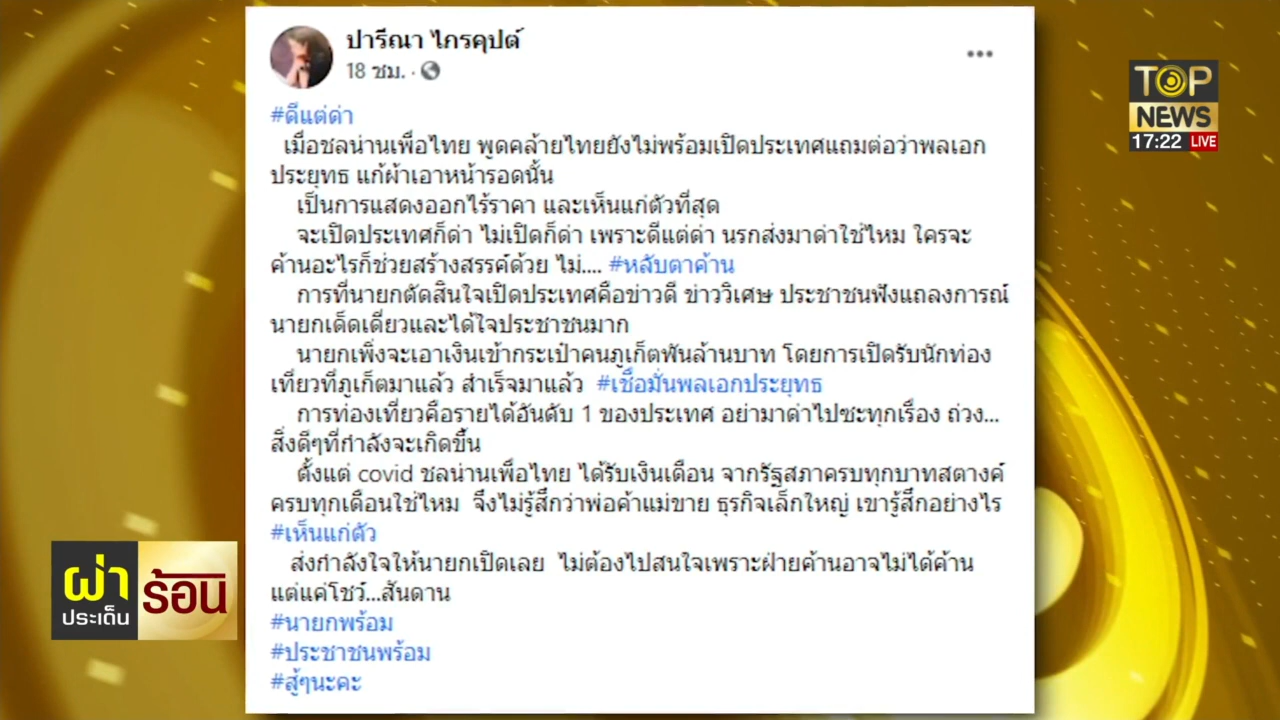 ปารีณา ไกรคุปต์
18 ชม. ·
TOP
NEWS
17:22 LIVE
#ดีแต่ด่า
เมื่อชลน่านเพื่อไทย พูดคล้ายไทยยังไม่พร้อมเปิดประเทศแถมต่อว่าพลเอก
ประยุทธ แก้ผ้าเอาหน้ารอดนั้น
เป็นการแสดงออกไร้ราคา และเห็นแก่ตัวที่สุด
จะเปิดประเทศก็ด่า ไม่เปิดก็ด่า เพราะดีแต่ด่า นรกส่งมาด่าใช่ไหม ใครจะ
ค้านอะไรก็ช่วยสร้างสรรค์ด้วย ไม่.... #หลับตาค้าน
การที่นายกตัดสินใจเปิดประเทศคือข่าวดี ข่าววิเศษ ประชาชนฟังแถลงการณ์
นายกเด็ดเดี่ยวและได้ใจประชาชนมาก
นายกเพิ่งจะเอาเงินเข้ากระเป๋าคนภูเก็ตพันล้านบาท โดยการเปิดรับนักท่อง
เที่ยวที่ภูเก็ตมาแล้ว สำเร็จมาแล้ว #เชื่อมั่นพลเอกประยุทธ
การท่องเที่ยวคือรายได้อันดับ 1 ของประเทศ อย่ามาด่าไปซะทุกเรื่อง ถ่วง...
สิ่งดีๆที่กำลังจะเกิดขึ้น
ตั้งแต่ covid ชลน่านเพื่อไทย ได้รับเงินเดือน จากรัฐสภาครบทุกบาทสตางค์
ครบทุกเดือนใช่ไหม จึงไม่รู้สึกว่าพ่อค้าแม่ขาย ธุรกิจเล็กใหญ่ เขารู้สึกอย่างไร
#เห็นแก่ตัว
ส่งกำลังใจให้นายกเปิดเลย ไม่ต้องไปสนใจเพราะฝ่ายค้านอาจไม่ได้ค้าน
แต่แค่โชว์...สันดาน
#นายกพร้อม
#ประชาชนพร้อม
#สู้ๆนะคะ
ผ่า
ประเด็น
ร้อน